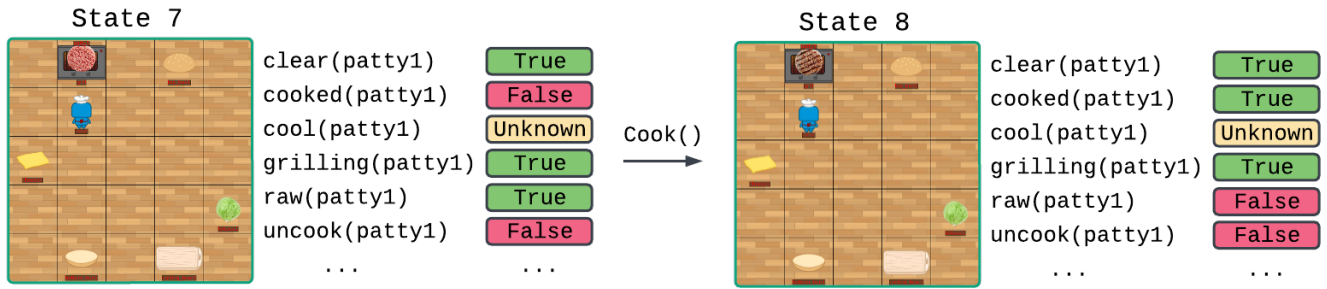 State 7
clear(patty1) True
cooked(patty1) False
cool(patty1) Unknown
grilling(patty1) True
raw(patty1) True
uncook(patty1) False
... ...
Cook()
State 8
clear(patty1) True
cooked(patty1) True
cool(patty1) Unknown
grilling(patty1) True
raw(patty1) False
uncook(patty1) False
... ...